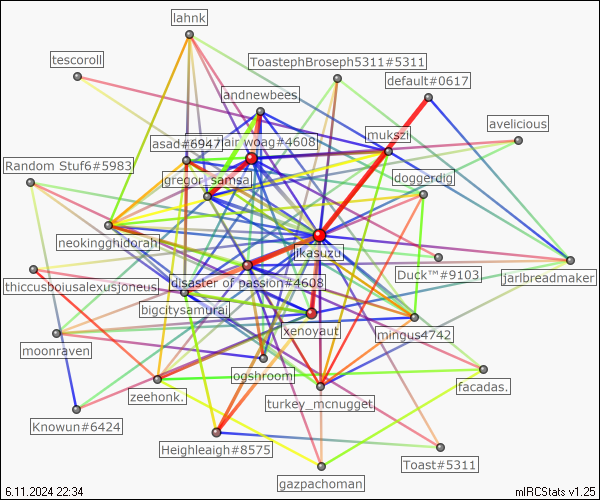 lahnk
tescoroll
ToastephBroseph5311#5311
default#0617
andnewbees
avelicious
mukszi
asad#6947
lair woag#4608
Random Stuf6#5983
gregor_samsa
doggerdig
neokingghidorah
jikasuzu
Duck™#9103
jarlbreadmaker
thiccusboiusalexusjoneus
disaster of passion#4608
bigcitysamurai
xenoyaut
mingus4742
moonraven
ogshroom
facadas.
zeehonk.
turkey_mcnugget
Knowun#6424
Heighleaigh#8575
Toast#5311
gazpachoman
6.11.2024 22:34
mIRCStats v1.25